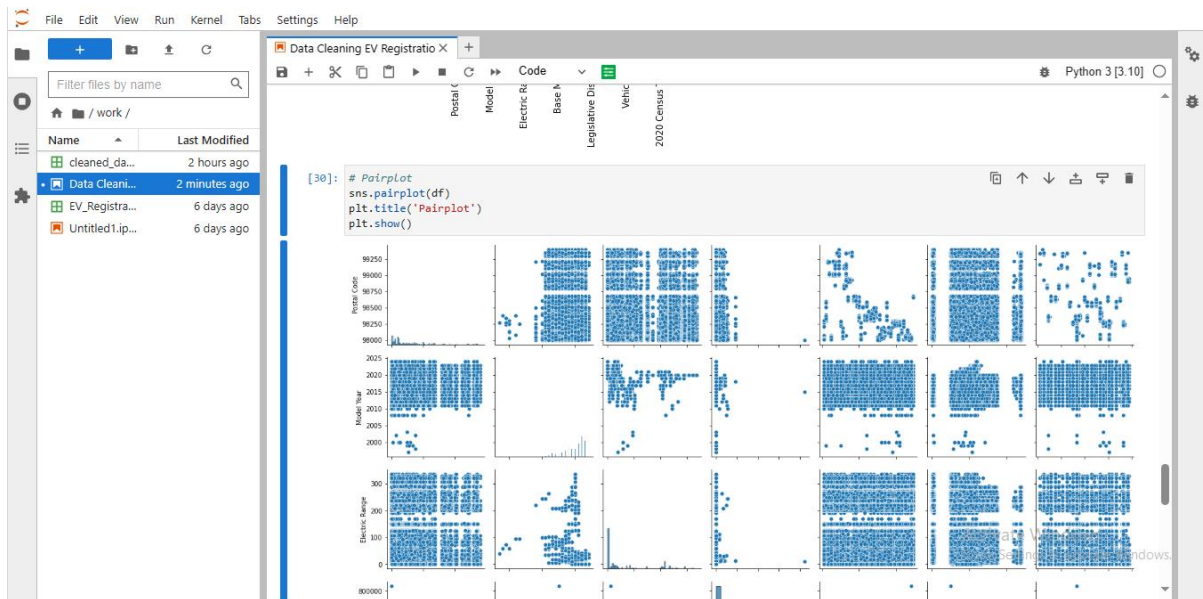 File Edit View Run Kernel Tabs Settings Help
+
Filter files by name
/ work /
Name Last Modified
cleaned_da... 2 hours ago
Data Cleani... 2 minutes ago
EV_Registra... 6 days ago
Untitled1.ip... 6 days ago
Data Cleaning EV Registratio
Code
Python 3 [3.10]
Postal C
Model
Electric Ra
Base M
Legislative Dis
Vehic
2020 Census
[30]: # Pairplot
sns.pairplot(df)
plt.title('Pairplot')
plt.show()
Postal Code
99250
99000
98750
98500
98250
98000
Model Year
2025
2020
2015
2010
2005
2000
Electric Range
300
200
100
0
800000